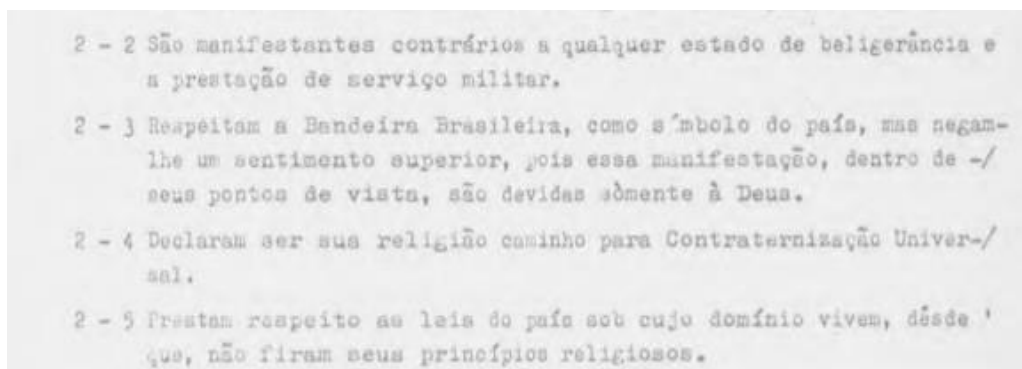 2 - 2 São manifestantes contrários a qualquer estado de beligerância e
a prestação de serviço militar.
2 - 3 Respeitam a Bandeira Brasileira, como s´mbolo do país, mas negam-
lhe um sentimento superior, pois essa manifestação, dentro de -/
seus pontos de vista, são devidas sòmente à Deus.
2 - 4 Declaram ser sua religião caminho para Contraternização Univer-/
sal.
2 - 5 Prestam respeito as leis do país sob cujo domínio vivem, dêsde '
que, não firam seus princípios religiosos.